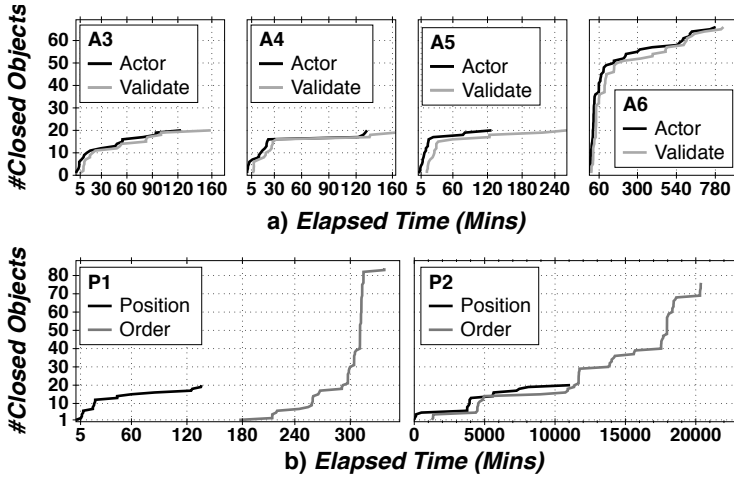 #Closed Objects
60
50
40
30
20
10
0
A3
Actor
Validate
5 30 60 90 120 160
A4
Actor
Validate
5 30 60 90 120 160
A5
Actor
Validate
5 60 120 180 240
A6
Actor
Validate
60 300 540 780
a) Elapsed Time (Mins)
#Closed Objects
80
70
60
50
40
30
20
10
1
P1
Position
Order
5 60 120 180 240 300
P2
Position
Order
0 5000 10000 15000 20000
b) Elapsed Time (Mins)